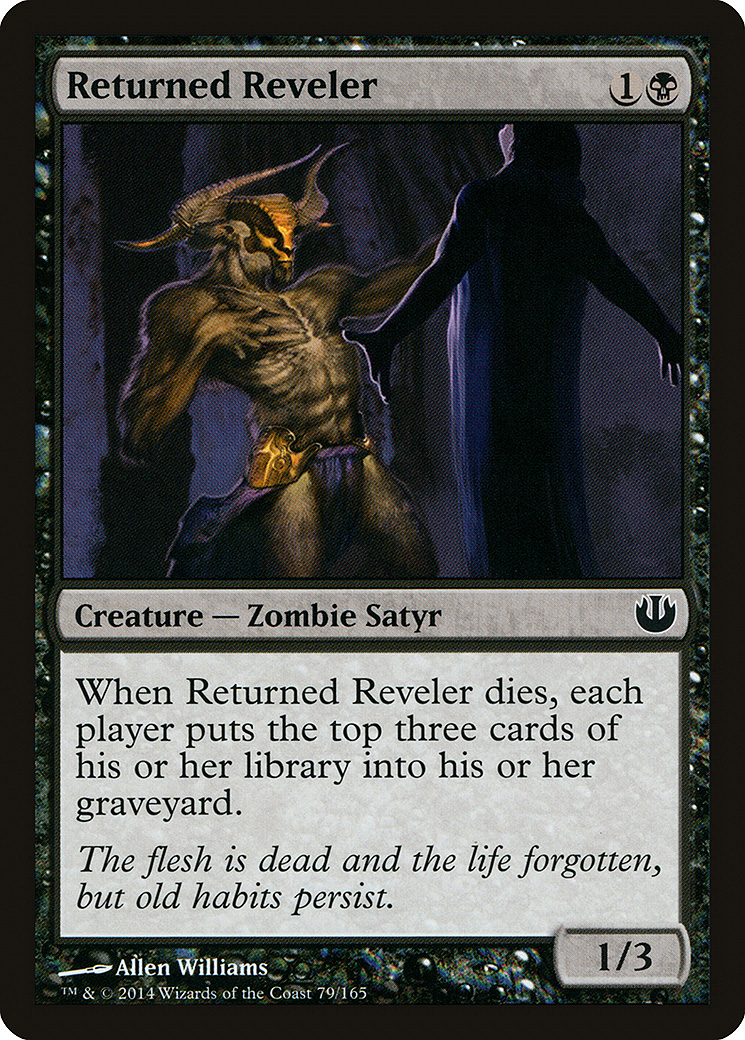 Returned Reveler 1
Creature — Zombie Satyr
When Returned Reveler dies, each
player puts the top three cards of
his or her library into his or her
graveyard.
The flesh is dead and the life forgotten,
but old habits persist.
1/3
Allen Williams
™ & © 2014 Wizards of the Coast 79/165